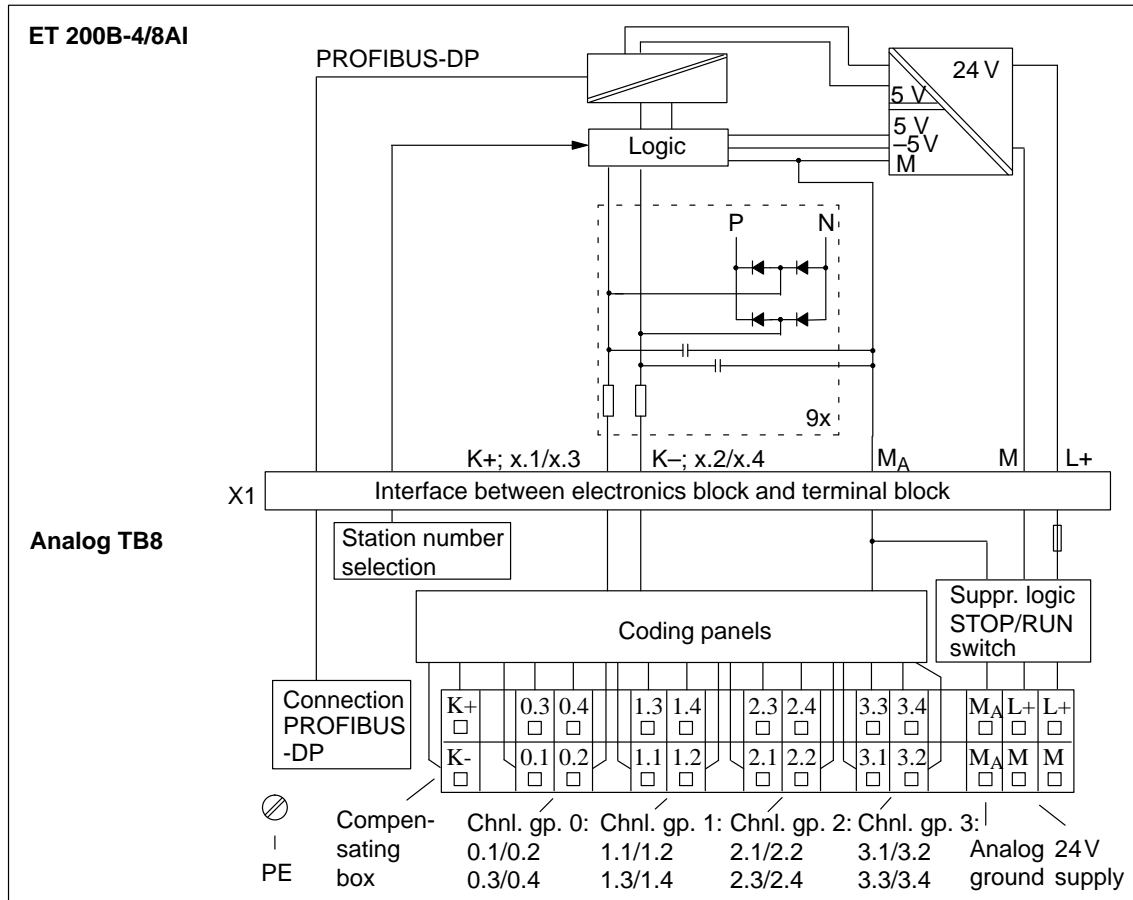 ET 200B-4/8AI
PROFIBUS-DP
24 V
5 V
5 V
–5 V
M
Logic
P N
9x
K+; x.1/x.3 K–; x.2/x.4 MA M L+
X1 Interface between electronics block and terminal block
Analog TB8
Station number
selection
Coding panels
Suppr. logic
STOP/RUN
switch
Connection
PROFIBUS
-DP
K+ 0.3 0.4 1.3 1.4 2.3 2.4 3.3 3.4 MA L+ L+
K- 0.1 0.2 1.1 1.2 2.1 2.2 3.1 3.2 MA M M
PE
Compen-
sating
box
Chnl. gp. 0:
0.1/0.2
0.3/0.4
Chnl. gp. 1:
1.1/1.2
1.3/1.4
Chnl. gp. 2:
2.1/2.2
2.3/2.4
Chnl. gp. 3:
3.1/3.2
3.3/3.4
Analog
ground
24 V
supply